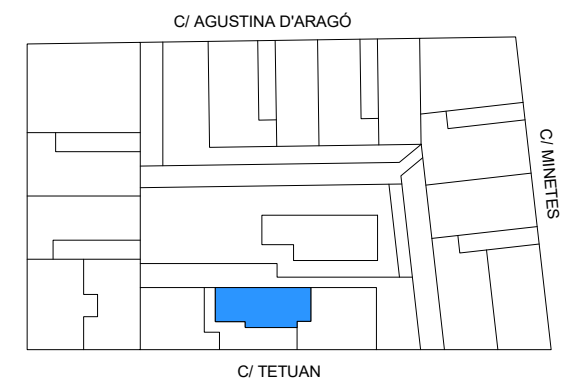 C/ AGUSTINA D'ARAGÓ
C/ MINETES
C/ TETUAN